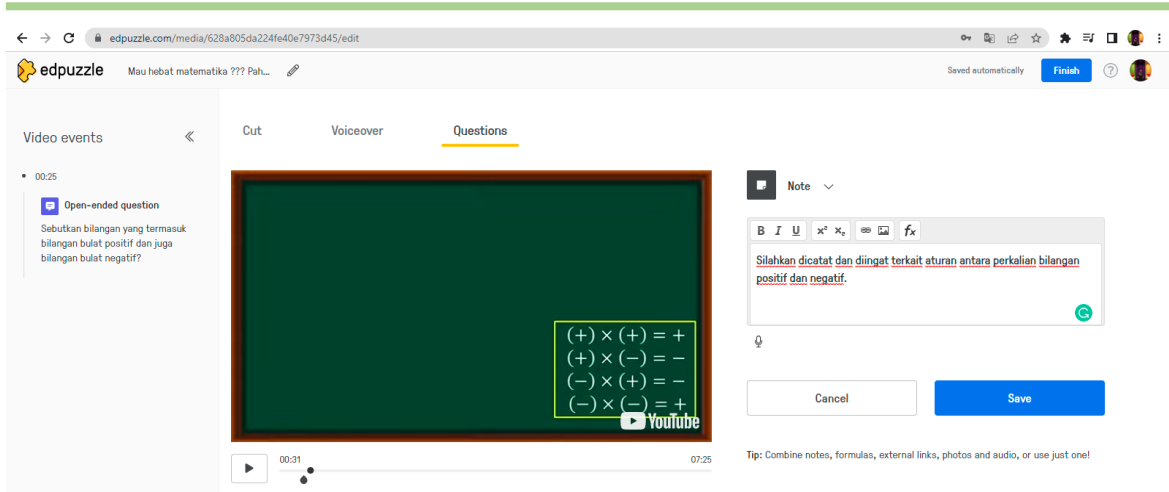 edpuzzle.com/media/628a805da224fe40e7973d45/edit
edpuzzle
Mau hebat matematika ??? Pah...
Saved automatically
Finish
?
Video events
Cut
Voiceover
Questions
00:25
Open-ended question
Sebutkan bilangan yang termasuk
bilangan bulat positif dan juga
bilangan bulat negatif?
(+) × (+) = +
(+) × (−) = −
(−) × (+) = −
(−) × (−) = +
YouTube
00:31
07:25
Note
B I U x² x₂ fx
Silahkan dicatat dan diingat terkait aturan antara perkalian bilangan
positif dan negatif.
Cancel
Save
Tip: Combine notes, formulas, external links, photos and audio, or use just one!